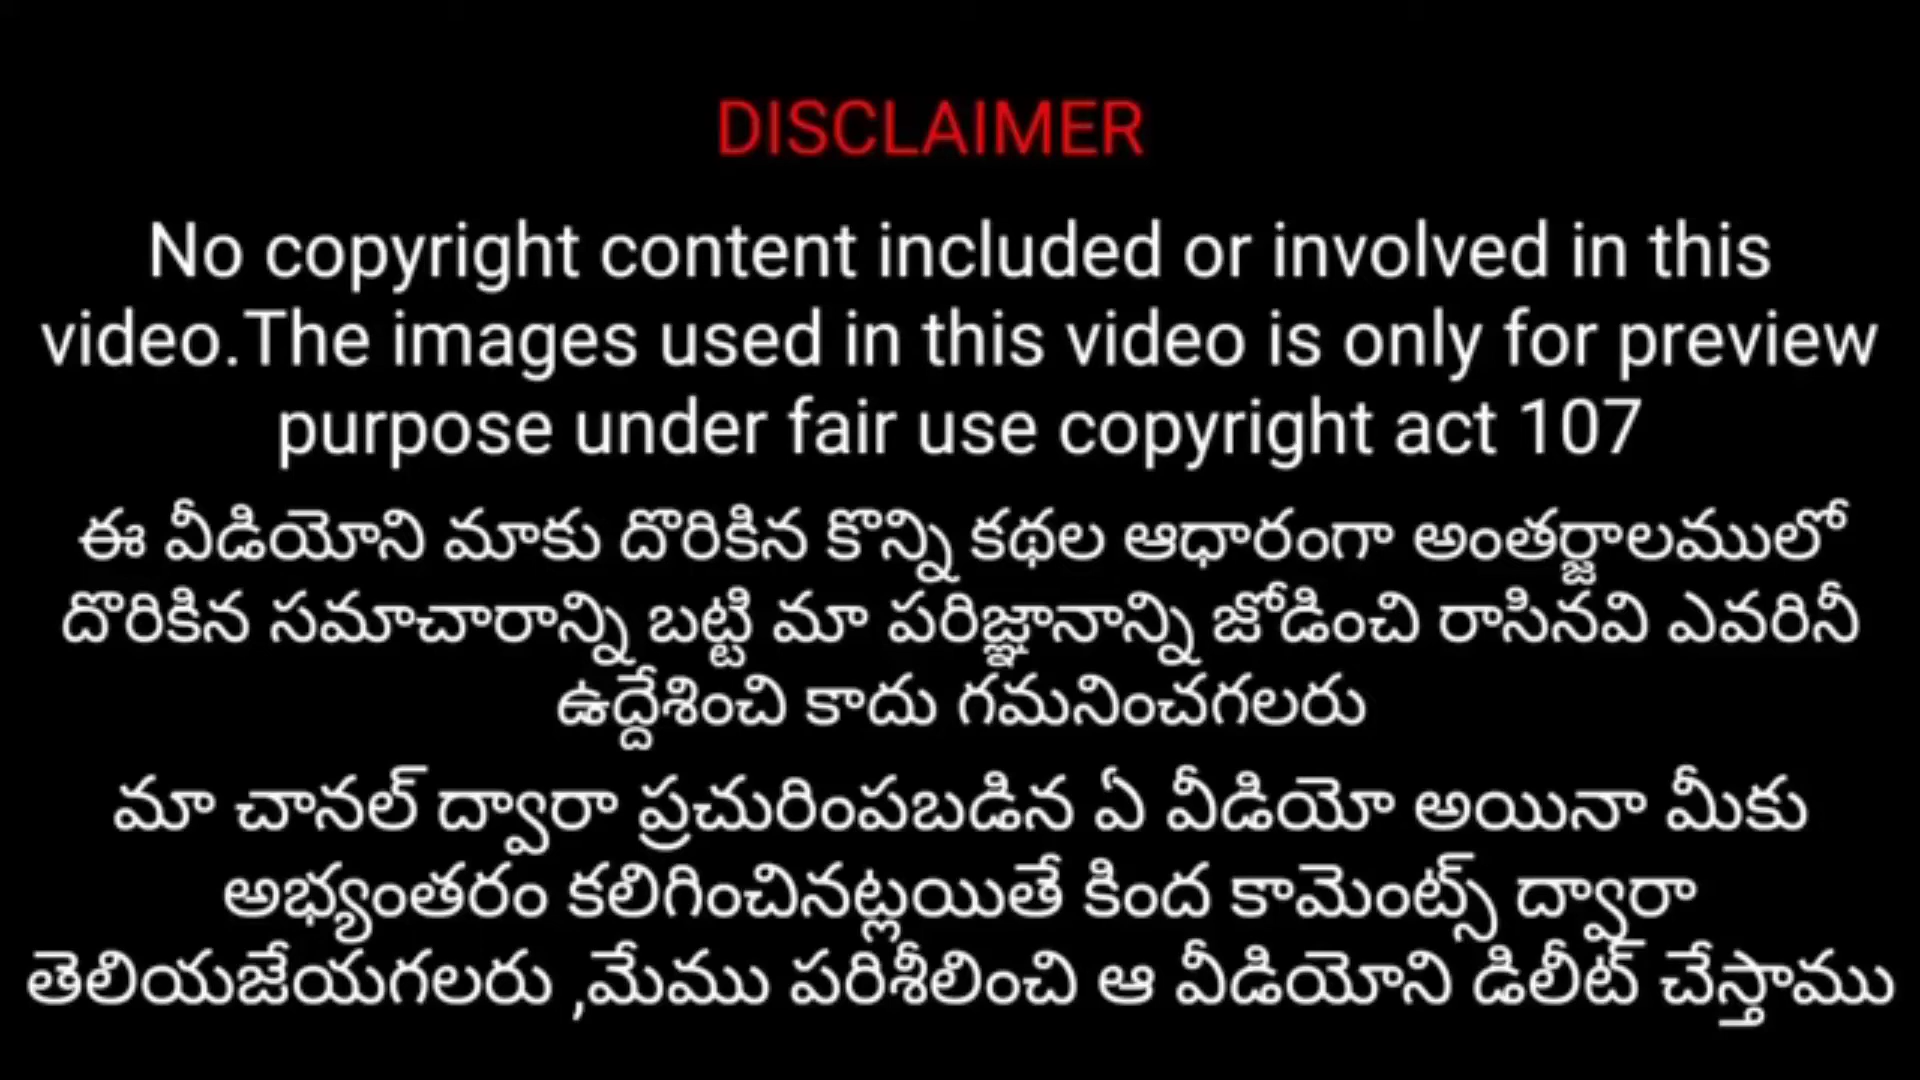 DISCLAIMER
No copyright content included or involved in this
video.The images used in this video is only for preview
purpose under fair use copyright act 107
ఈ వీడియోని మాకు దొరికిన కొన్ని కథల ఆధారంగా అంతర్జాలములో
దొరికిన సమాచారాన్ని బట్టి మా పరిజ్ఞానాన్ని జోడించి రాసినవి ఎవరినీ
ఉద్దేశించి కాదు గమనించగలరు
మా చానల్ ద్వారా ప్రచురింపబడిన ఏ వీడియో అయినా మీకు
అభ్యంతరం కలిగించినట్లయితే కింద కామెంట్స్ ద్వారా
తెలియజేయగలరు ,మేము పరిశీలించి ఆ వీడియోని డిలీట్ చేస్తాము